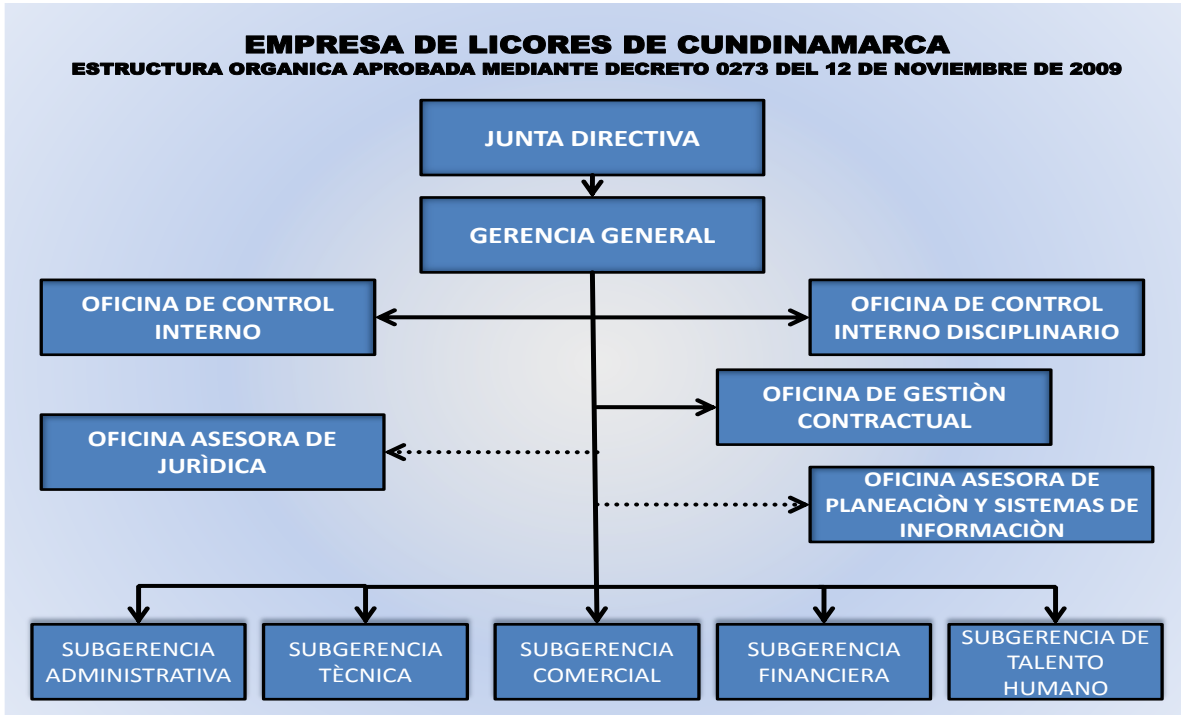 EMPRESA DE LICORES DE CUNDINAMARCA
ESTRUCTURA ORGANICA APROBADA MEDIANTE DECRETO 0273 DEL 12 DE NOVIEMBRE DE 2009
JUNTA DIRECTIVA
GERENCIA GENERAL
OFICINA DE CONTROL
INTERNO
OFICINA DE CONTROL
INTERNO DISCIPLINARIO
OFICINA DE GESTIÒN
CONTRACTUAL
OFICINA ASESORA DE
JURÌDICA
OFICINA ASESORA DE
PLANEACIÒN Y SISTEMAS DE
INFORMACIÒN
SUBGERENCIA
ADMINISTRATIVA
SUBGERENCIA
TÈCNICA
SUBGERENCIA
COMERCIAL
SUBGERENCIA
FINANCIERA
SUBGERENCIA DE
TALENTO
HUMANO